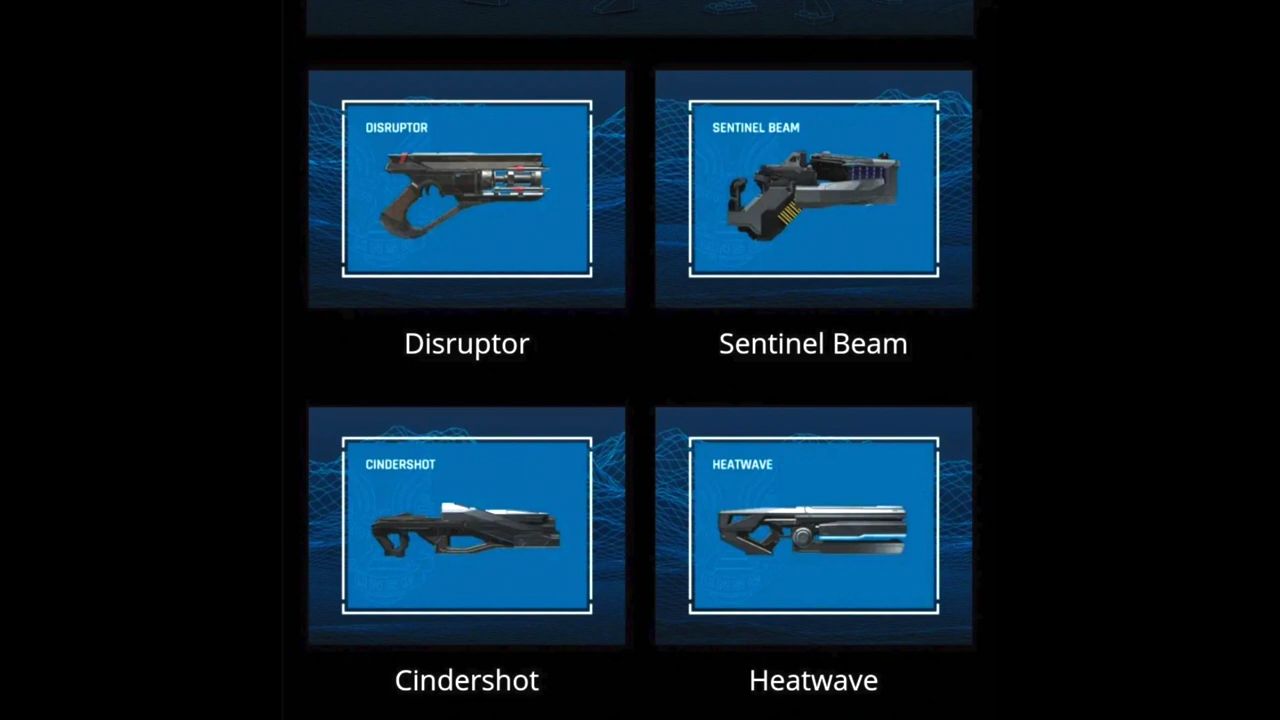 DISRUPTOR
SENTINEL BEAM
Disruptor
Sentinel Beam
CINDERSHOT
HEATWAVE
Cindershot
Heatwave